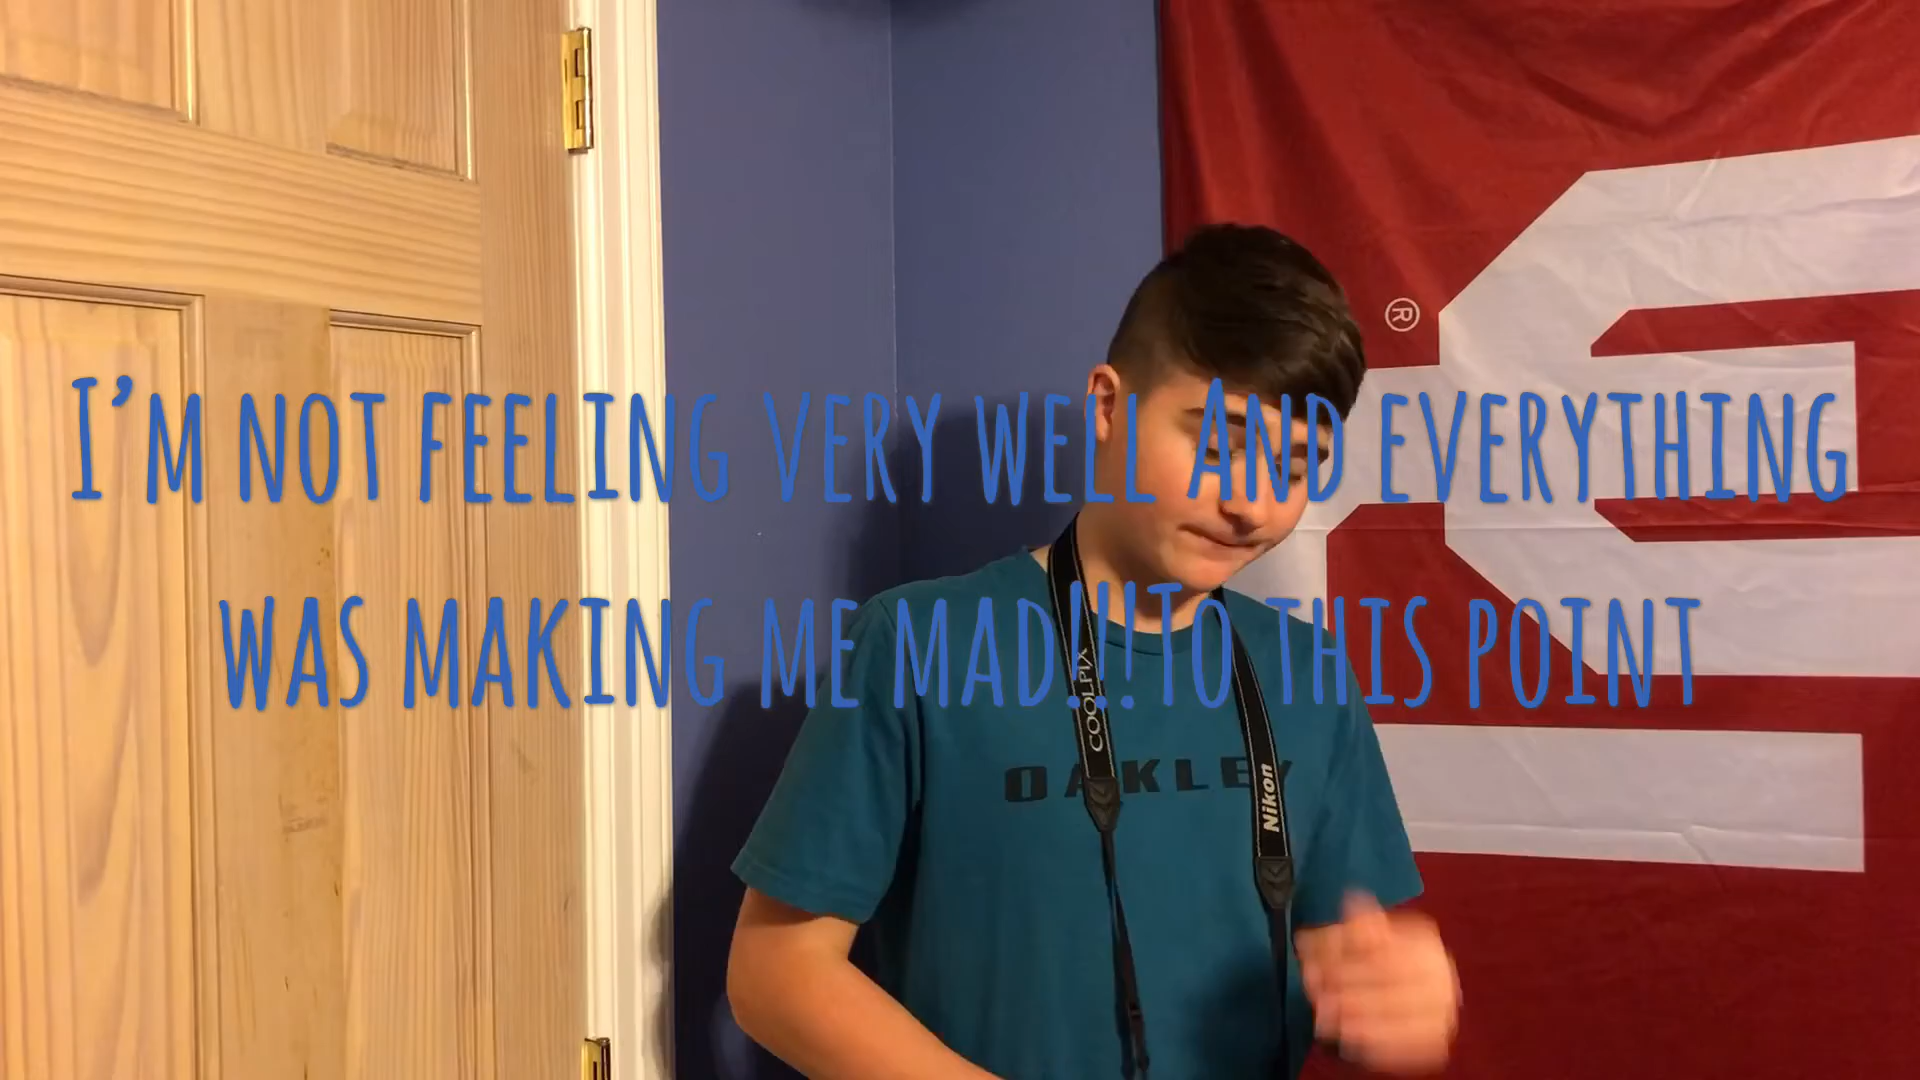 I'm not feeling very well And everything
was making me mad!!!To this point
®
COOLPIX
OAKLEY
Nikon